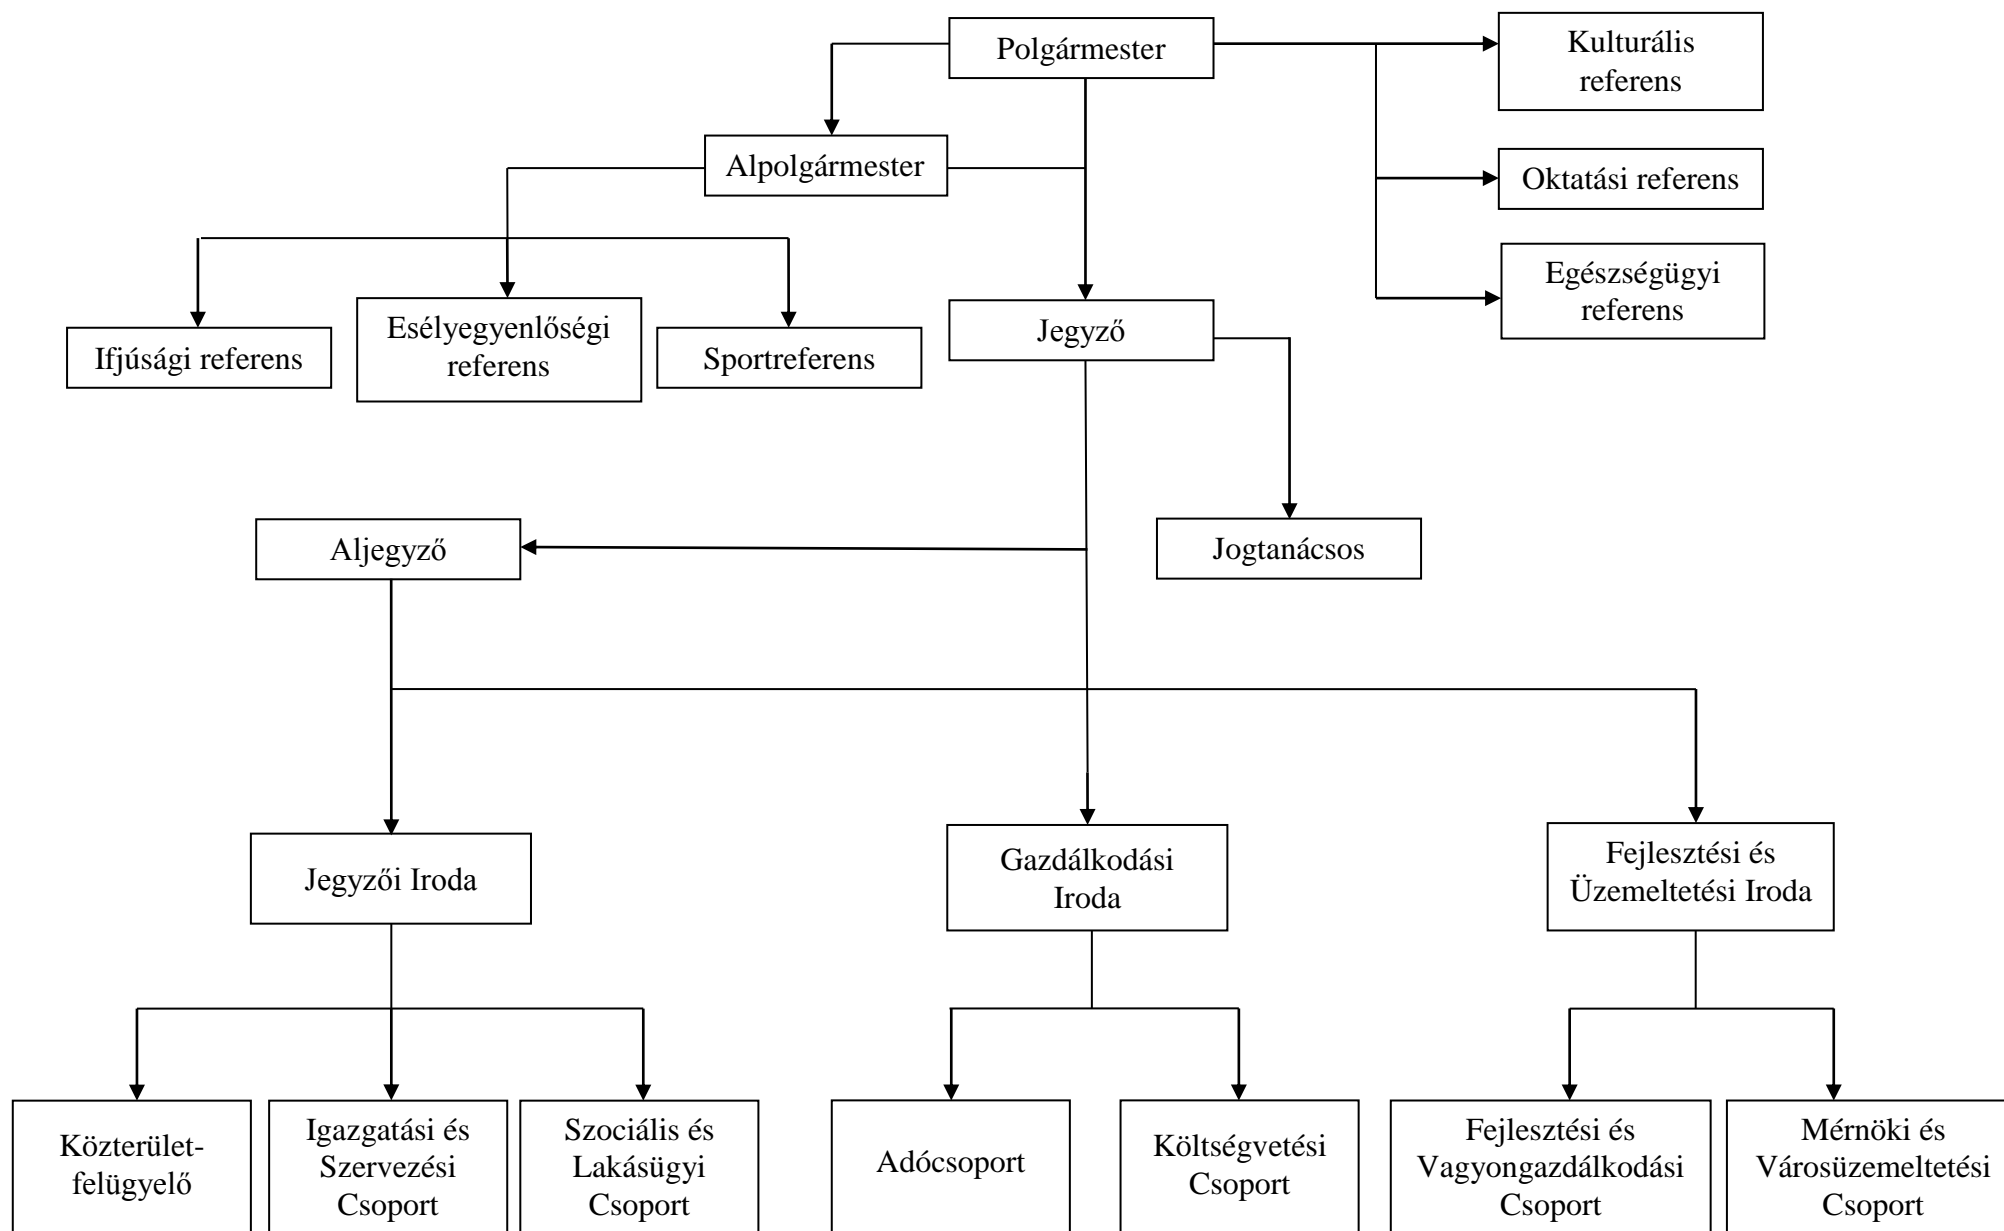 Polgármester
Kulturális
referens
Alpolgármester
Oktatási referens
Egészségügyi
referens
Ifjúsági referens
Esélyegyenlőségi
referens
Sportreferens
Jegyző
Aljegyző
Jogtanácsos
Jegyzői Iroda
Gazdálkodási
Iroda
Fejlesztési és
Üzemeltetési Iroda
Közterület-
felügyelő
Igazgatási és
Szervezési
Csoport
Szociális és
Lakásügyi
Csoport
Adócsoport
Költségvetési
Csoport
Fejlesztési és
Vagyongazdálkodási
Csoport
Mérnöki és
Városüzemeltetési
Csoport